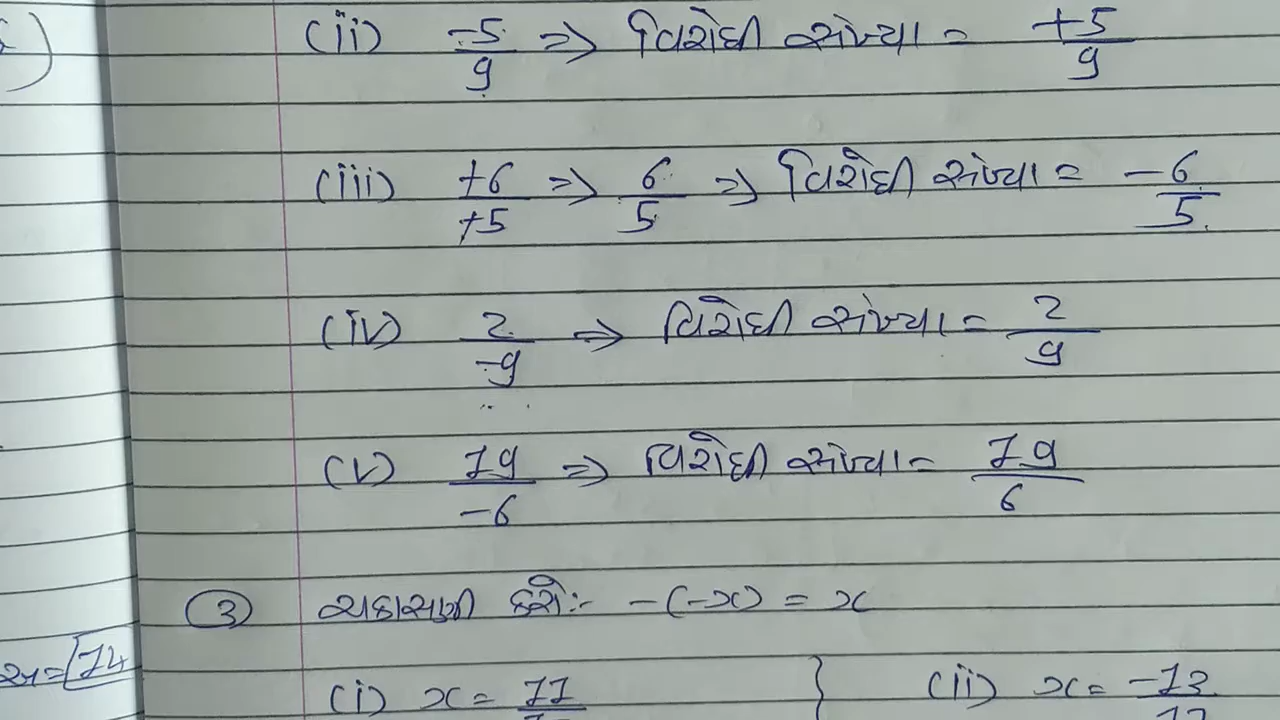 (ii) -5/9 => વિરોધી સંખ્યા = +5/9
(iii) +6/+5 => 6/5 => વિરોધી સંખ્યા = -6/5
(iv) 2/-9 => વિરોધી સંખ્યા = 2/9
(v) 19/-6 => વિરોધી સંખ્યા = 19/6
(3) ચકાસણી કરો:- -(-x) = x
(i) x = 11/ (ii) x = -13/